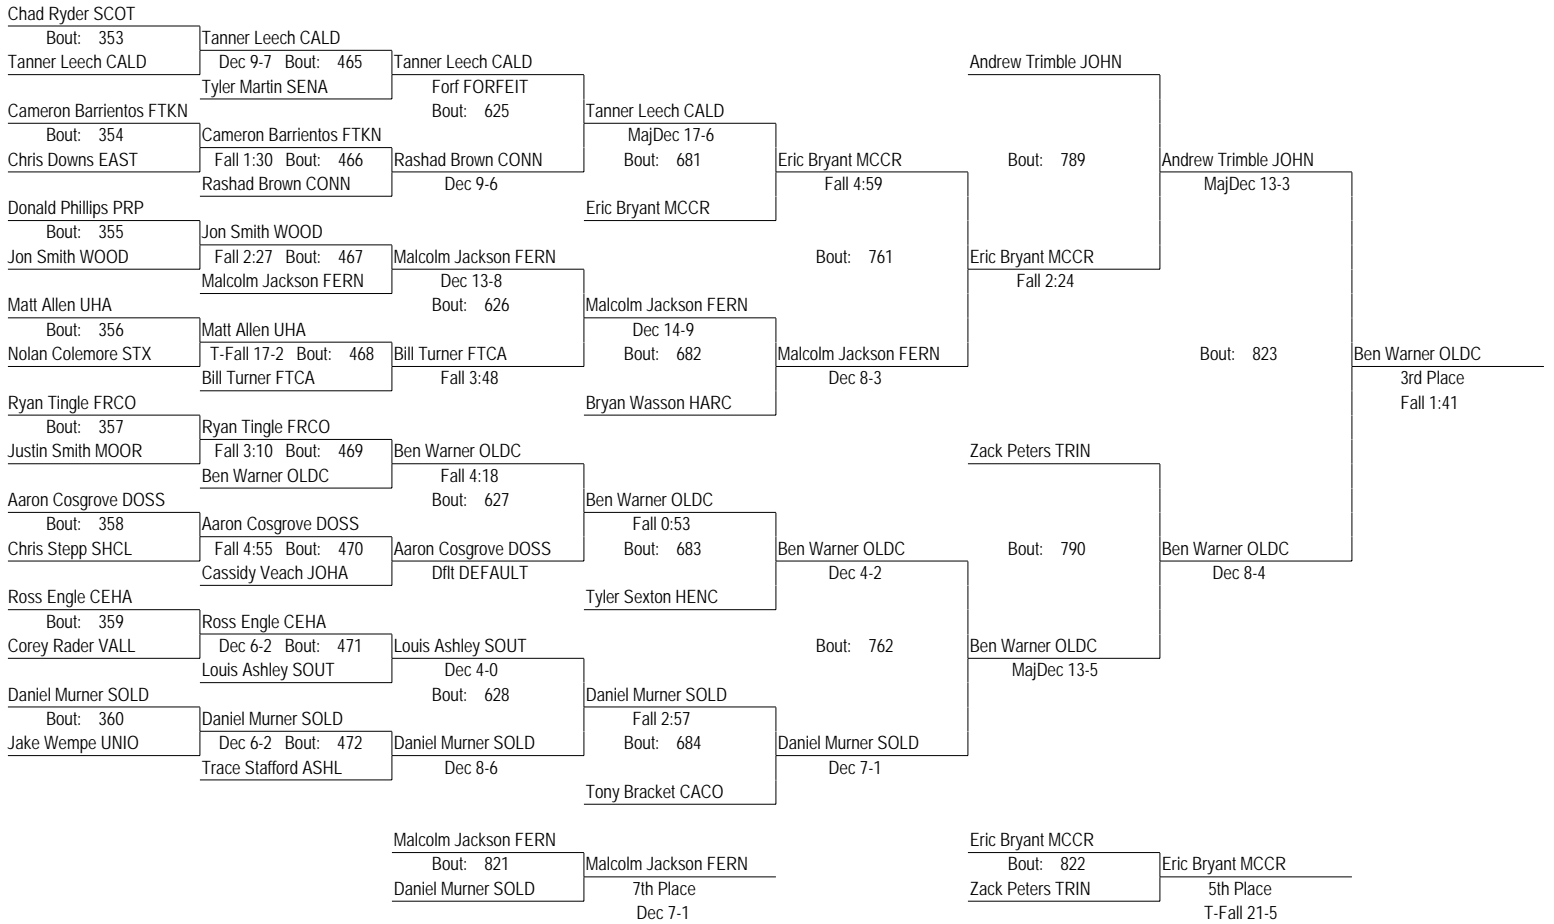 Chad Ryder SCOT
Bout: 353
Tanner Leech CALD
Tanner Leech CALD
Dec 9-7 Bout: 465
Tyler Martin SENA
Tanner Leech CALD
Forf FORFEIT
Bout: 625
Cameron Barrientos FTKN
Bout: 354
Chris Downs EAST
Cameron Barrientos FTKN
Fall 1:30 Bout: 466
Rashad Brown CONN
Rashad Brown CONN
Dec 9-6
Tanner Leech CALD
MajDec 17-6
Bout: 681
Eric Bryant MCCR
Eric Bryant MCCR
Fall 4:59
Donald Phillips PRP
Bout: 355
Jon Smith WOOD
Jon Smith WOOD
Fall 2:27 Bout: 467
Malcolm Jackson FERN
Malcolm Jackson FERN
Dec 13-8
Bout: 626
Matt Allen UHA
Bout: 356
Nolan Colemore STX
Matt Allen UHA
T-Fall 17-2 Bout: 468
Bill Turner FTCA
Bill Turner FTCA
Fall 3:48
Malcolm Jackson FERN
Dec 14-9
Bout: 682
Bryan Wasson HARC
Malcolm Jackson FERN
Dec 8-3
Bout: 761
Andrew Trimble JOHN
Bout: 789
Eric Bryant MCCR
Fall 2:24
Andrew Trimble JOHN
MajDec 13-3
Ryan Tingle FRCO
Bout: 357
Justin Smith MOOR
Ryan Tingle FRCO
Fall 3:10 Bout: 469
Ben Warner OLDC
Ben Warner OLDC
Fall 4:18
Bout: 627
Aaron Cosgrove DOSS
Bout: 358
Chris Stepp SHCL
Aaron Cosgrove DOSS
Fall 4:55 Bout: 470
Cassidy Veach JOHA
Aaron Cosgrove DOSS
Dflt DEFAULT
Ben Warner OLDC
Fall 0:53
Bout: 683
Tyler Sexton HENC
Ben Warner OLDC
Dec 4-2
Ross Engle CEHA
Bout: 359
Corey Rader VALL
Ross Engle CEHA
Dec 6-2 Bout: 471
Louis Ashley SOUT
Louis Ashley SOUT
Dec 4-0
Bout: 628
Daniel Murner SOLD
Bout: 360
Jake Wempe UNIO
Daniel Murner SOLD
Dec 6-2 Bout: 472
Trace Stafford ASHL
Daniel Murner SOLD
Dec 8-6
Daniel Murner SOLD
Fall 2:57
Bout: 684
Tony Bracket CACO
Daniel Murner SOLD
Dec 7-1
Bout: 762
Zack Peters TRIN
Bout: 790
Ben Warner OLDC
MajDec 13-5
Ben Warner OLDC
Dec 8-4
Bout: 823
Ben Warner OLDC
3rd Place
Fall 1:41
Malcolm Jackson FERN
Bout: 821
Daniel Murner SOLD
Malcolm Jackson FERN
7th Place
Dec 7-1
Eric Bryant MCCR
Bout: 822
Zack Peters TRIN
Eric Bryant MCCR
5th Place
T-Fall 21-5